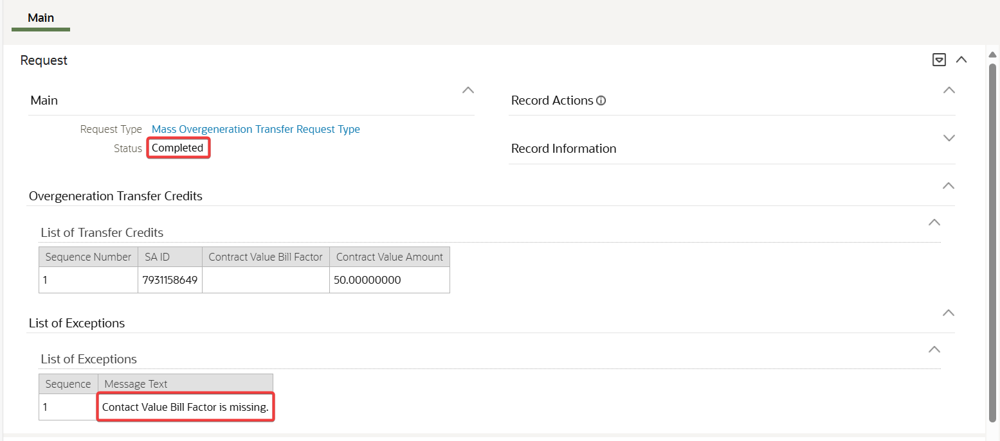 Main
Request
Main
Request Type Mass Overgeneration Transfer Request Type
Status Completed
Record Actions
Record Information
Overgeneration Transfer Credits
List of Transfer Credits
Sequence Number SA ID Contract Value Bill Factor Contract Value Amount
1 7931158649 50.00000000
List of Exceptions
List of Exceptions
Sequence Message Text
1 Contact Value Bill Factor is missing.